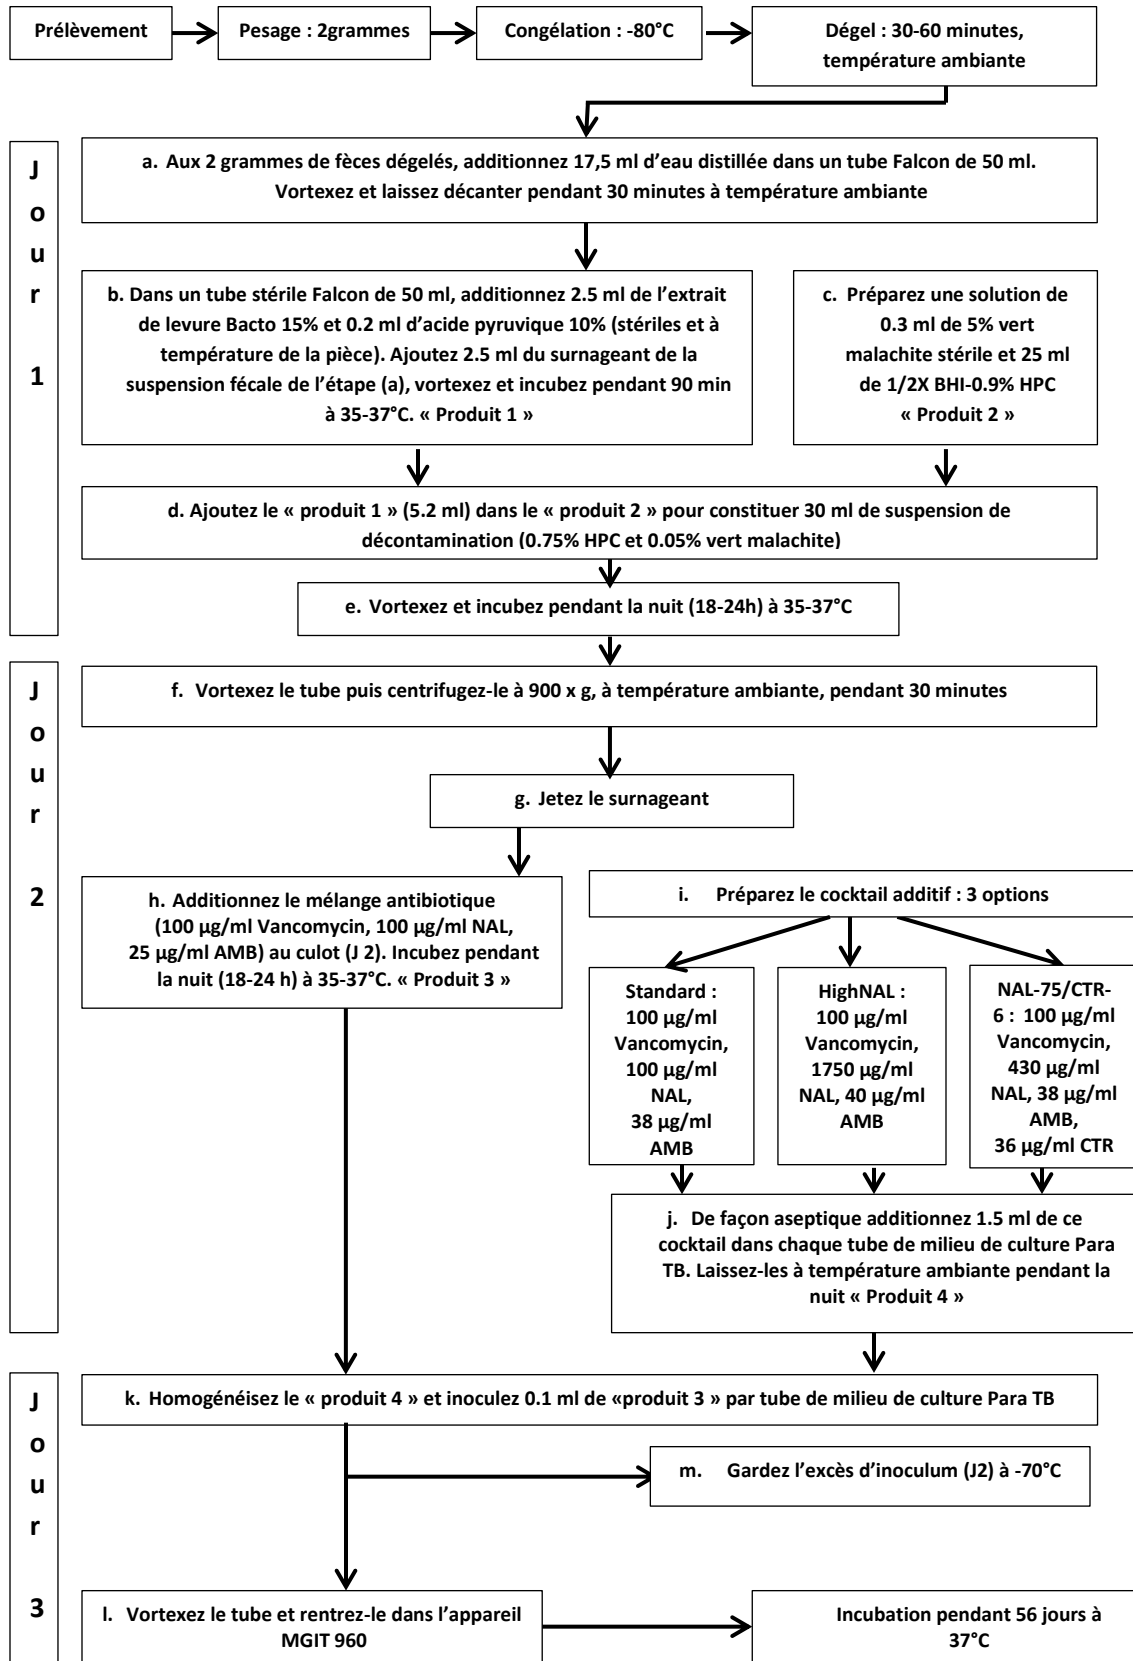 Prélèvement
Pesage : 2grammes
Congélation : -80°C
Dégel : 30-60 minutes,
température ambiante
J
o
u
r
1
a. Aux 2 grammes de fèces dégelés, additionnez 17,5 ml d’eau distillée dans un tube Falcon de 50 ml.
Vortexez et laissez décanter pendant 30 minutes à température ambiante
b. Dans un tube stérile Falcon de 50 ml, additionnez 2.5 ml de l’extrait
de levure Bacto 15% et 0.2 ml d’acide pyruvique 10% (stériles et à
température de la pièce). Ajoutez 2.5 ml du surnageant de la
suspension fécale de l’étape (a), vortexez et incubez pendant 90 min
à 35-37°C. « Produit 1 »
c. Préparez une solution de
0.3 ml de 5% vert
malachite stérile et 25 ml
de 1/2X BHI-0.9% HPC
« Produit 2 »
d. Ajoutez le « produit 1 » (5.2 ml) dans le « produit 2 » pour constituer 30 ml de suspension de
décontamination (0.75% HPC et 0.05% vert malachite)
e. Vortexez et incubez pendant la nuit (18-24h) à 35-37°C
J
o
u
r
2
f. Vortexez le tube puis centrifugez-le à 900 x g, à température ambiante, pendant 30 minutes
g. Jetez le surnageant
h. Additionnez le mélange antibiotique
(100 µg/ml Vancomycin, 100 µg/ml NAL,
25 µg/ml AMB) au culot (J 2). Incubez pendant
la nuit (18-24 h) à 35-37°C. « Produit 3 »
i. Préparez le cocktail additif : 3 options
Standard :
100 µg/ml
Vancomycin,
100 µg/ml
NAL,
38 µg/ml
AMB
HighNAL :
100 µg/ml
Vancomycin,
1750 µg/ml
NAL, 40 µg/ml
AMB
NAL-75/CTR-
6 : 100 µg/ml
Vancomycin,
430 µg/ml
NAL, 38 µg/ml
AMB,
36 µg/ml CTR
j. De façon aseptique additionnez 1.5 ml de ce
cocktail dans chaque tube de milieu de culture Para
TB. Laissez-les à température ambiante pendant la
nuit « Produit 4 »
J
o
u
r
3
k. Homogénéisez le « produit 4 » et inoculez 0.1 ml de «produit 3 » par tube de milieu de culture Para TB
m. Gardez l’excès d’inoculum (J2) à -70°C
l. Vortexez le tube et rentrez-le dans l’appareil
MGIT 960
Incubation pendant 56 jours à
37°C